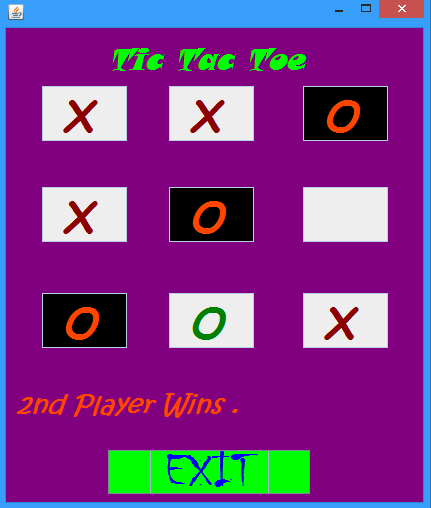 Tic Tac Toe
X X O
X O
O O X
2nd Player Wins .
EXIT